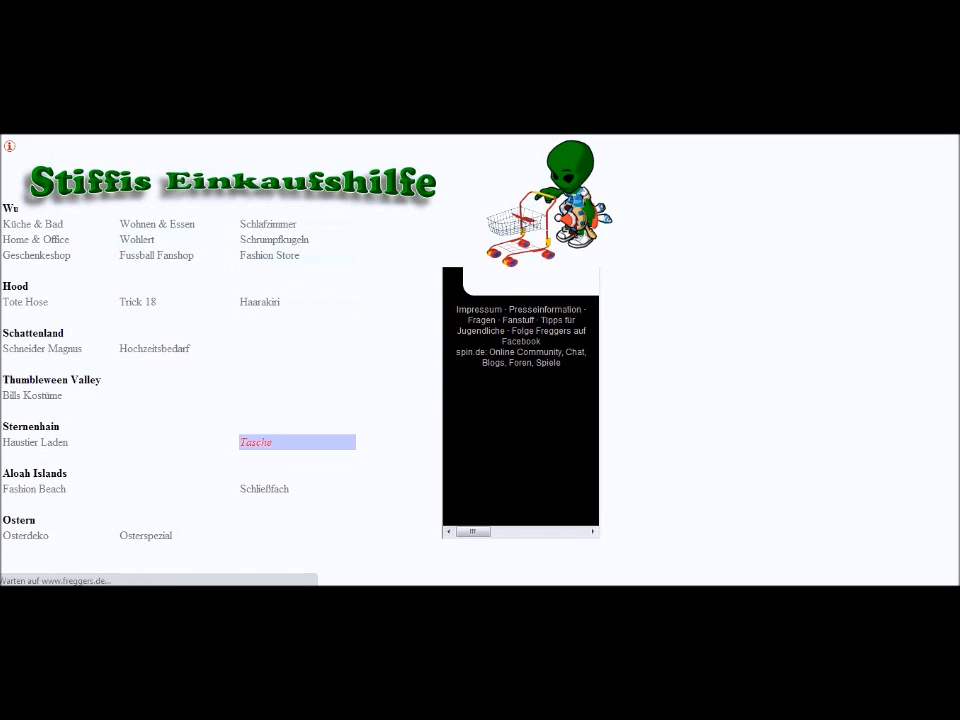 Stiffis Einkaufshilfe
Wu
Küche & Bad Wohnen & Essen Schlafzimmer
Home & Office Wohlert Schrumpfkugeln
Geschenkeshop Fussball Fanshop Fashion Store
Hood
Tote Hose Trick 18 Haarakiri
Schattenland
Schneider Magnus Hochzeitsbedarf
Thumbleween Valley
Bills Kostüme
Sternenhain
Haustier Laden Tasche
Aloah Islands
Fashion Beach Schließfach
Ostern
Osterdeko Osterspezial
Impressum · Presseinformation ·
Fragen · Fanstuff · Tipps für
Jugendliche · Folge Freggers auf
Facebook
spin.de: Online Community, Chat,
Blogs, Foren, Spiele
Warten auf www.freggers.de...